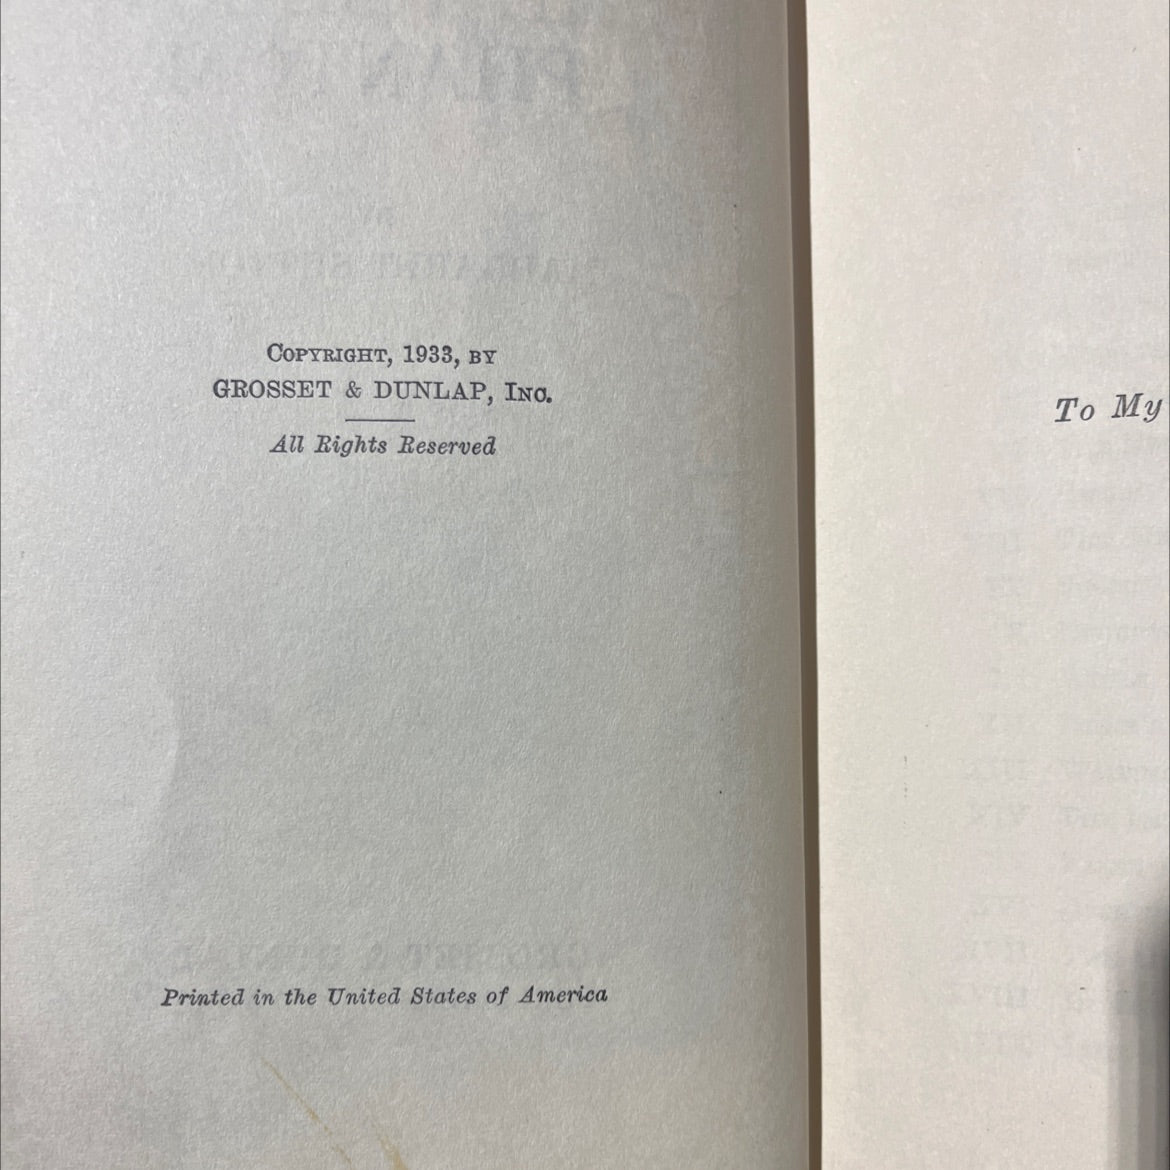 COPYRIGHT, 1933, BY
GROSSET & DUNLAP, INC.
All Rights Reserved
Printed in the United States of America
To My